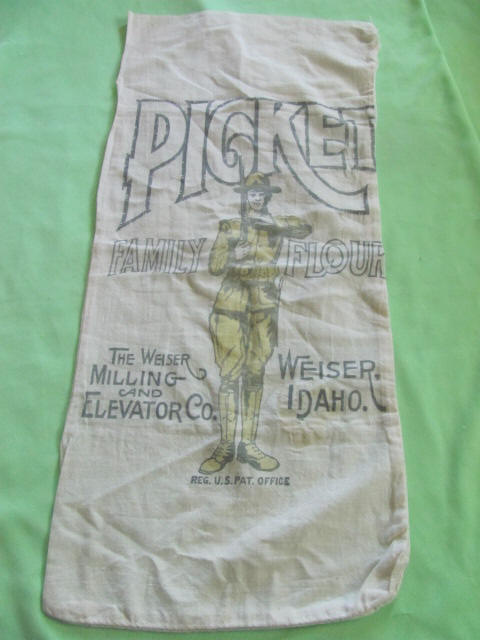 PICKET
FAMILY FLOUR
THE WEISER
MILLING
AND
ELEVATOR CO.
WEISER,
IDAHO.
REG. U.S. PAT. OFFICE